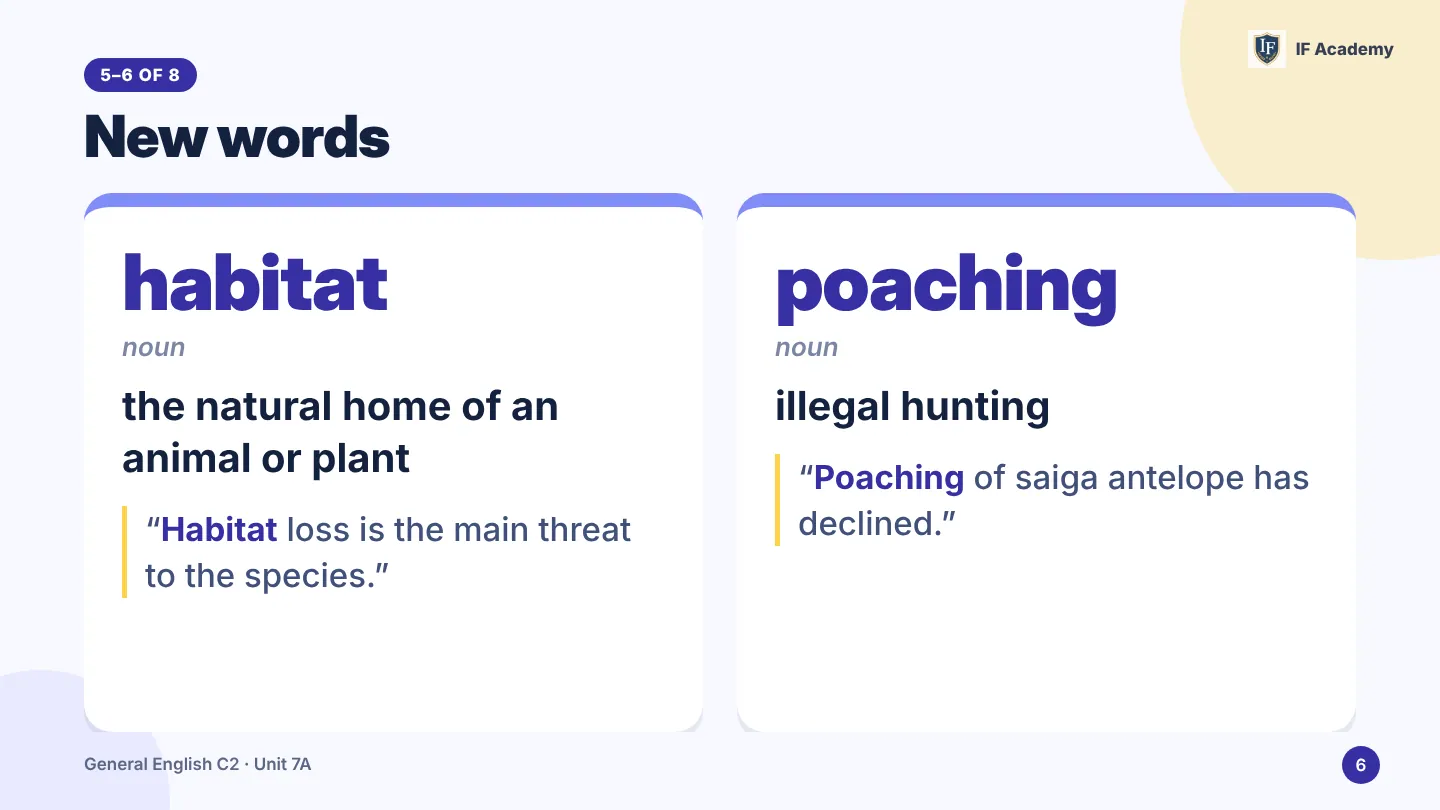 IF
IF Academy
5–6 OF 8
New words
habitat
noun
the natural home of an
animal or plant
“Habitat loss is the main threat
to the species.”
poaching
noun
illegal hunting
“Poaching of saiga antelope has
declined.”
General English C2 · Unit 7A
6